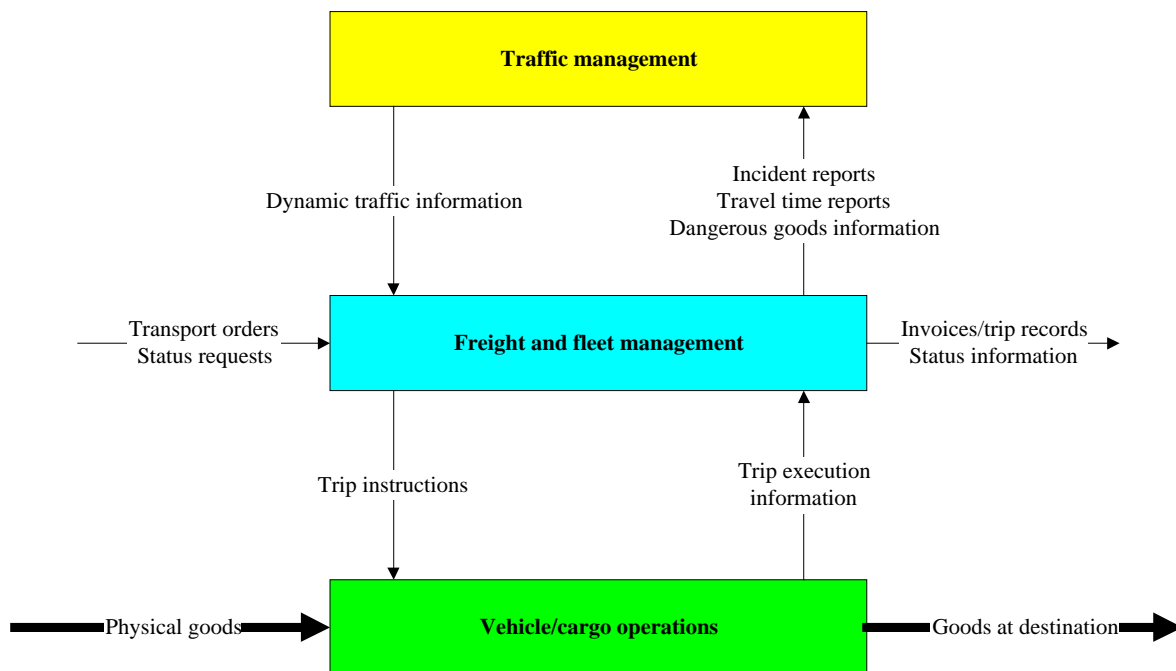 Traffic management
Dynamic traffic information
Incident reports
Travel time reports
Dangerous goods information
Transport orders
Status requests
Freight and fleet management
Invoices/trip records
Status information
Trip instructions
Trip execution
information
Physical goods
Vehicle/cargo operations
Goods at destination